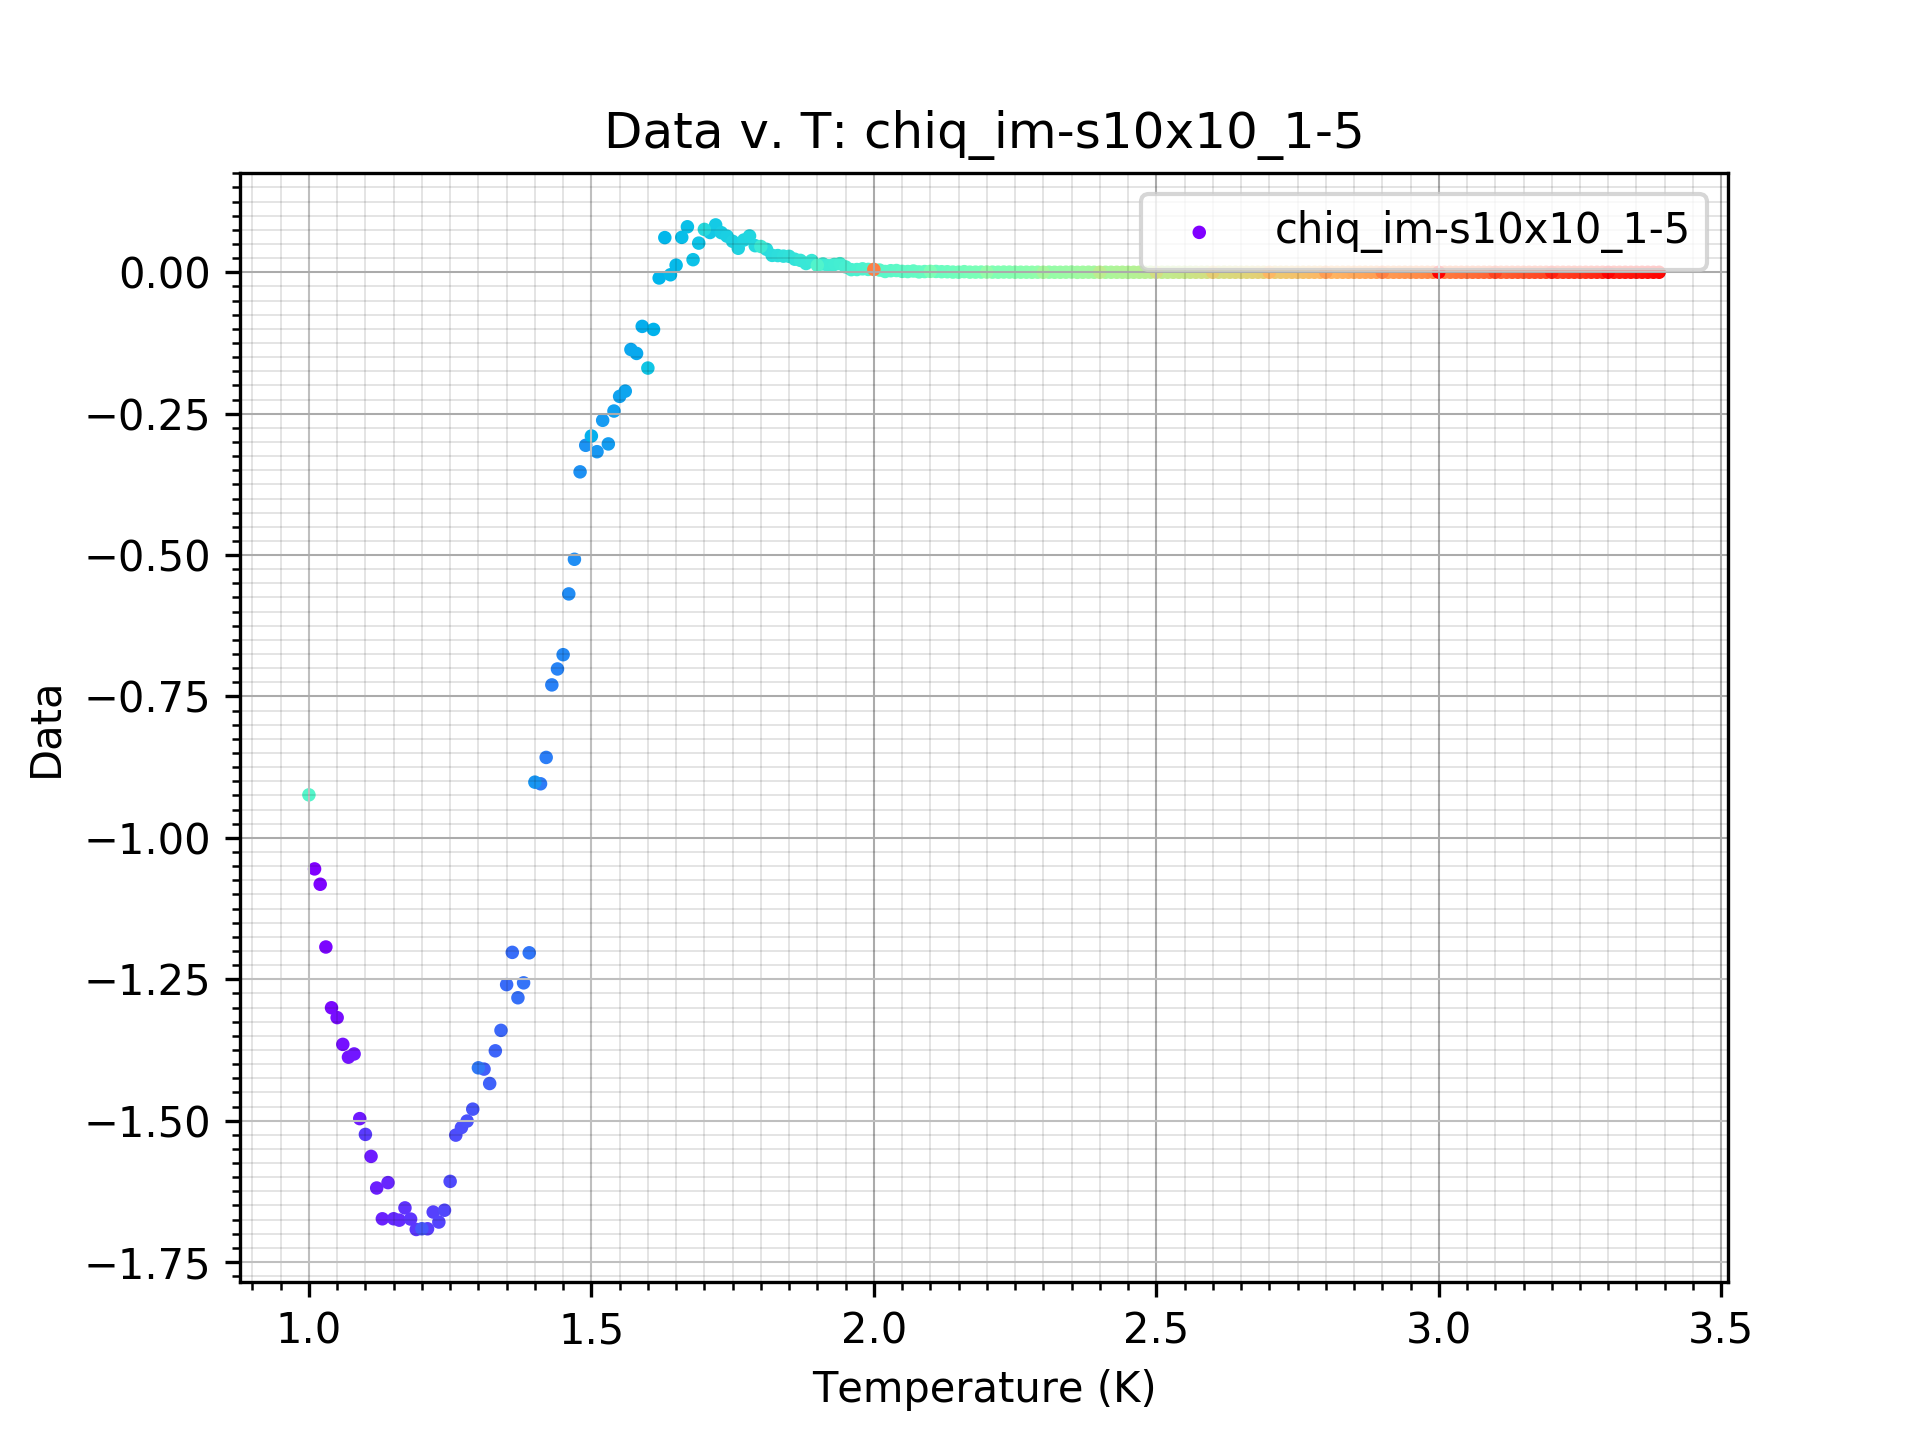 Data v. T: chiq_im-s10x10_1-5
chiq_im-s10x10_1-5
0.00
−0.25
−0.50
−0.75
−1.00
−1.25
−1.50
−1.75
Data
1.0 1.5 2.0 2.5 3.0 3.5
Temperature (K)